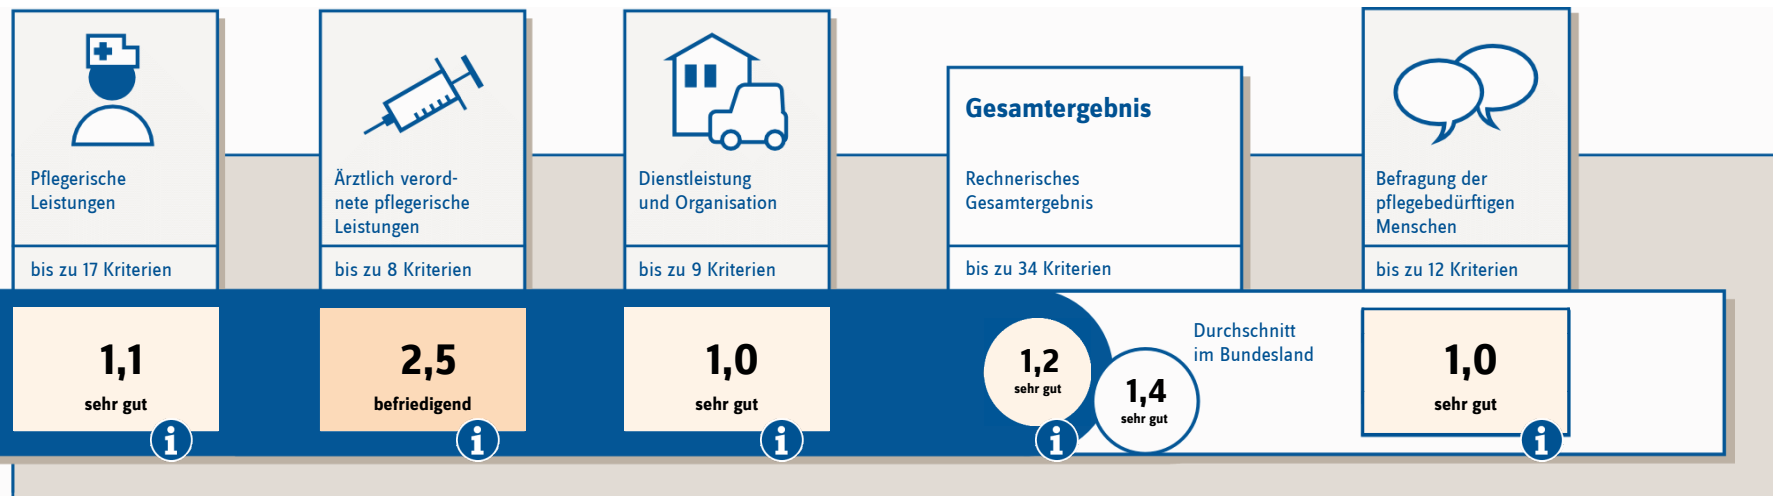 Pflegerische
Leistungen
bis zu 17 Kriterien
1,1
sehr gut
i
Ärztlich verord-
nete pflegerische
Leistungen
bis zu 8 Kriterien
2,5
befriedigend
i
Dienstleistung
und Organisation
bis zu 9 Kriterien
1,0
sehr gut
i
Gesamtergebnis
Rechnerisches
Gesamtergebnis
bis zu 34 Kriterien
1,2
sehr gut
i
1,4
sehr gut
Durchschnitt
im Bundesland
Befragung der
pflegebedürftigen
Menschen
bis zu 12 Kriterien
1,0
sehr gut
i